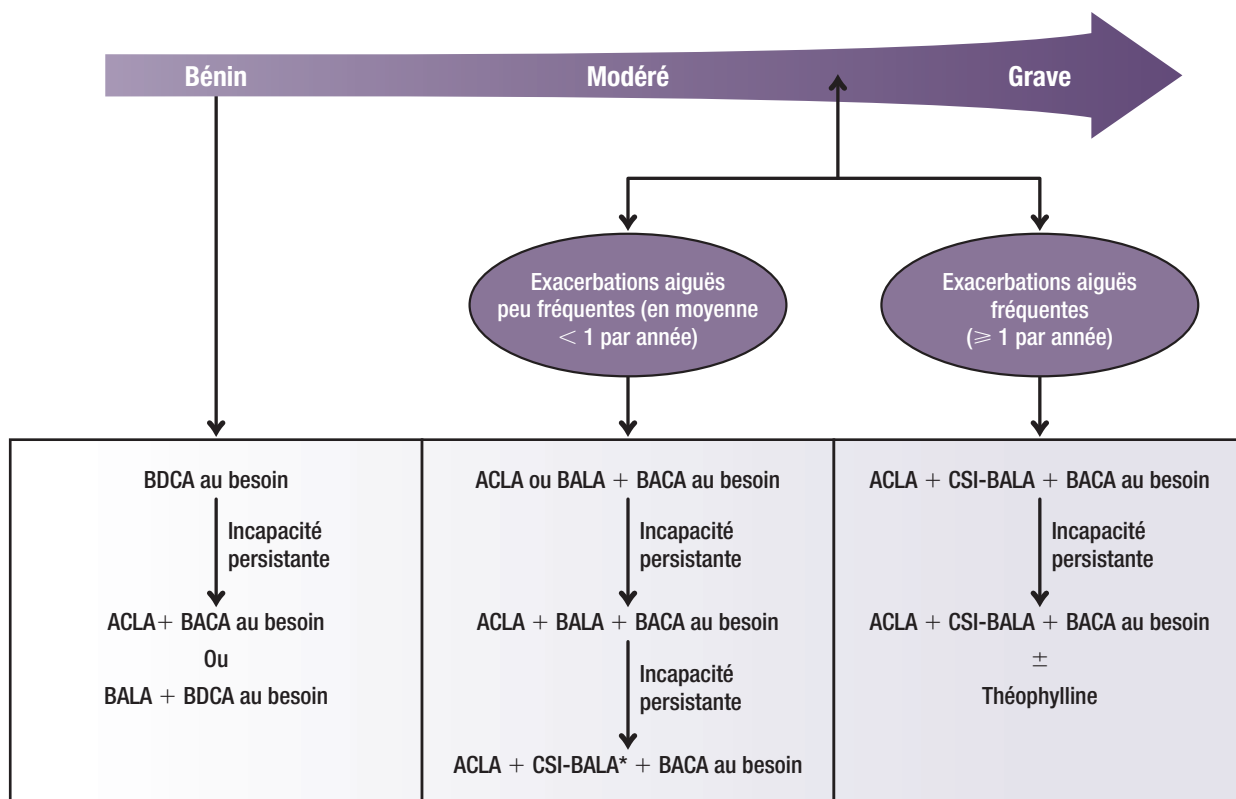 Bénin
Modéré
Grave
Exacerbations aiguës
peu fréquentes (en moyenne
< 1 par année)
Exacerbations aiguës
fréquentes
(⩾ 1 par année)
BDCA au besoin
Incapacité
persistante
ACLA+ BACA au besoin
Ou
BALA + BDCA au besoin
ACLA ou BALA + BACA au besoin
Incapacité
persistante
ACLA + BALA + BACA au besoin
Incapacité
persistante
ACLA + CSI-BALA* + BACA au besoin
ACLA + CSI-BALA + BACA au besoin
Incapacité
persistante
ACLA + CSI-BALA + BACA au besoin
±
Théophylline